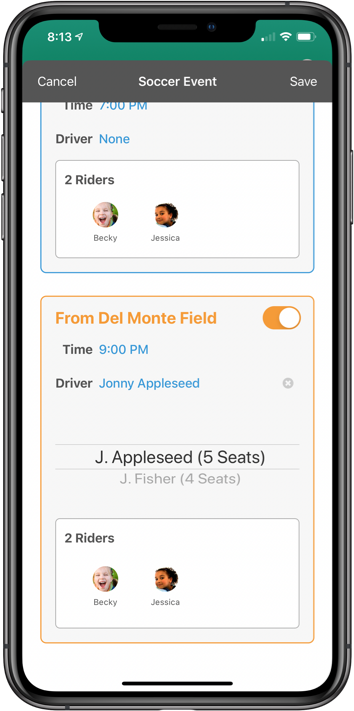 8:13
Cancel Soccer Event Save
Time 7:00 PM
Driver None
2 Riders
Becky Jessica
From Del Monte Field
Time 9:00 PM
Driver Jonny Appleseed
J. Appleseed (5 Seats)
J. Fisher (4 Seats)
2 Riders
Becky Jessica